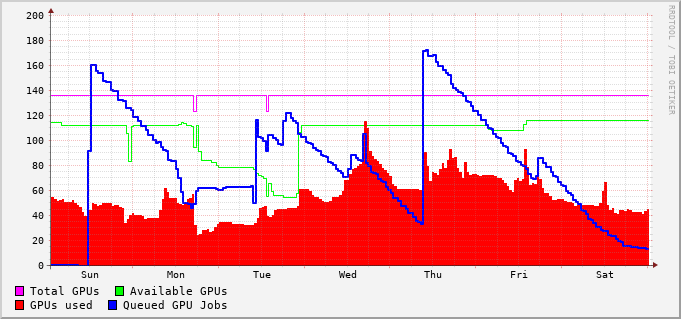 200
180
160
140
120
100
80
60
40
20
0
Sun Mon Tue Wed Thu Fri Sat
Total GPUs Available GPUs
GPUs used Queued GPU Jobs
RRDTOOL / TOBI OETIKER